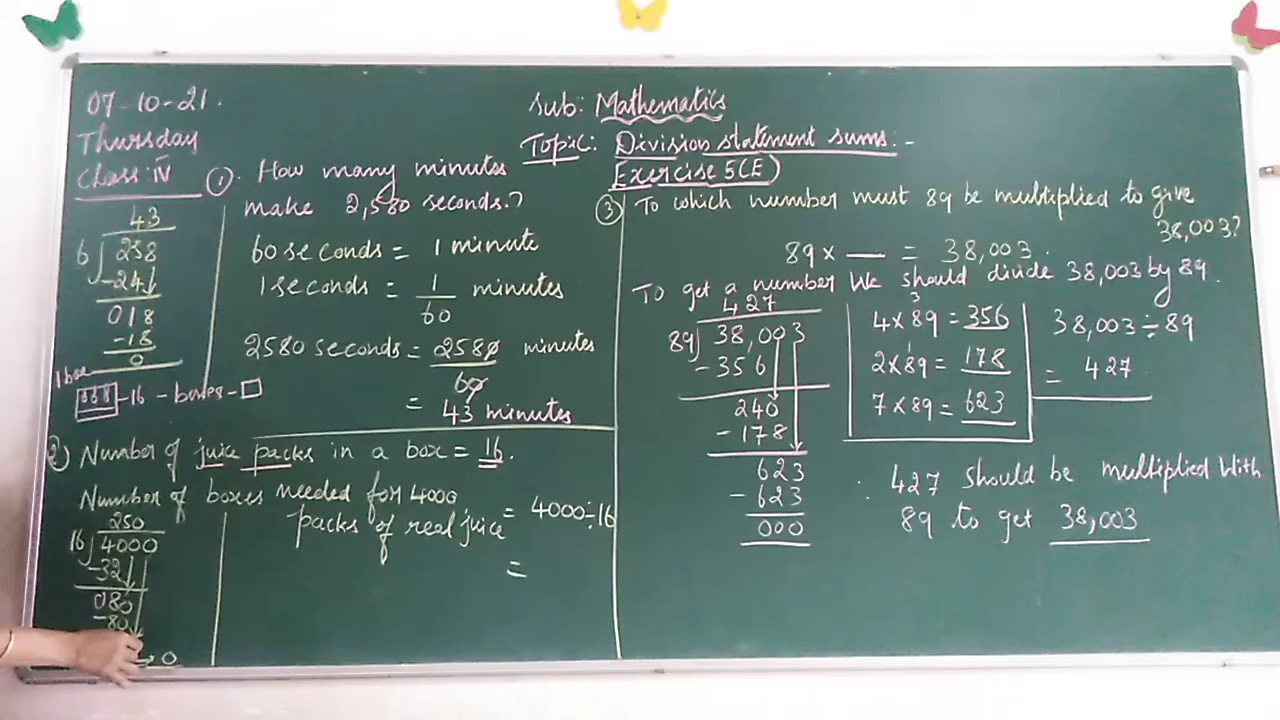 07-10-21.
Thursday
Class: IV
Sub: Mathematics
Topic: Division statement sums:-
Exercise 5(E)
43
6 258
-24
018
-18
0
1 box
-16 - boxes -
1. How many minutes
make 2,580 seconds?
60 seconds = 1 minute
1 seconds = 1/60 minutes
2580 seconds = 2580/60 minutes
= 43 minutes
2) Number of juice packs in a box = 16.
Number of boxes needed for 4000
packs of real juice = 4000÷16
=
250
16 4000
-32
080
-80
→ 0
3 To which number must 89 be multiplied to give
38,003?
89 × — = 38,003.
To get a number We should divide 38,003 by 89.
427
89 38,003
-356
240
-178
623
-623
000
3
4×89 = 356
1
2×89 = 178
7×89 = 623
38,003÷89
= 427
∴ 427 should be multiplied with
89 to get 38,003